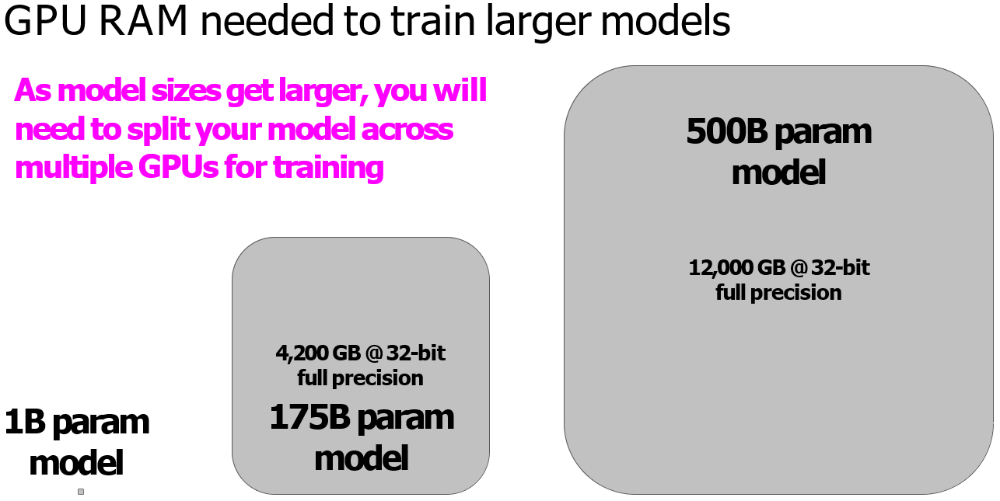 GPU RAM needed to train larger models
As model sizes get larger, you will
need to split your model across
multiple GPUs for training
500B param
model
12,000 GB @ 32-bit
full precision
4,200 GB @ 32-bit
full precision
175B param
model
1B param
model